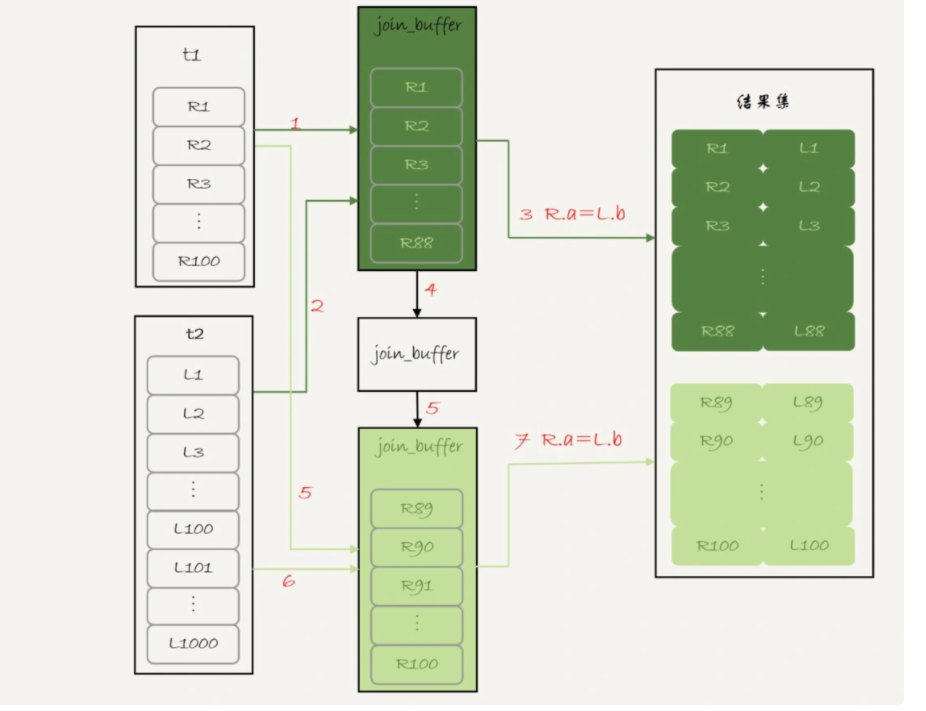 t1
R1
R2
R3
⋮
R100
t2
L1
L2
L3
⋮
L100
L101
⋮
L1000
1
2
5
6
join_buffer
R1
R2
R3
⋮
R88
4
join_buffer
5
join_buffer
R89
R90
R91
⋮
R100
3 R.a=L.b
7 R.a=L.b
结果集
R1 L1
R2 L2
R3 L3
⋮
R88 L88
R89 L89
R90 L90
⋮
R100 L100